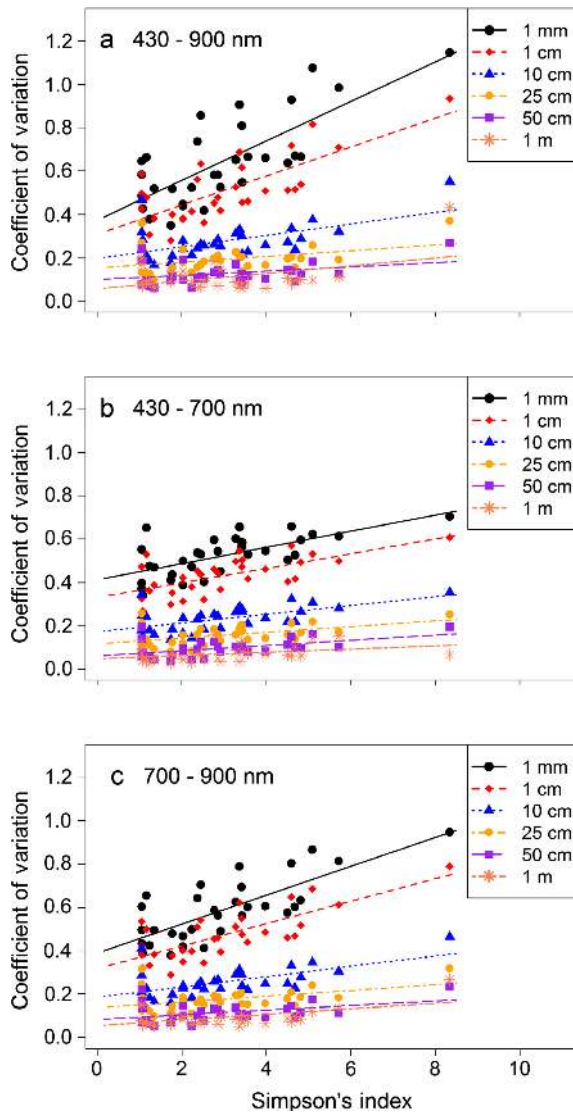 a 430 - 900 nm
1 mm
1 cm
10 cm
25 cm
50 cm
1 m
Coefficient of variation
1.2
1.0
0.8
0.6
0.4
0.2
0.0
b 430 - 700 nm
1 mm
1 cm
10 cm
25 cm
50 cm
1 m
Coefficient of variation
1.2
1.0
0.8
0.6
0.4
0.2
0.0
c 700 - 900 nm
1 mm
1 cm
10 cm
25 cm
50 cm
1 m
Coefficient of variation
1.2
1.0
0.8
0.6
0.4
0.2
0.0
0 2 4 6 8 10
Simpson's index